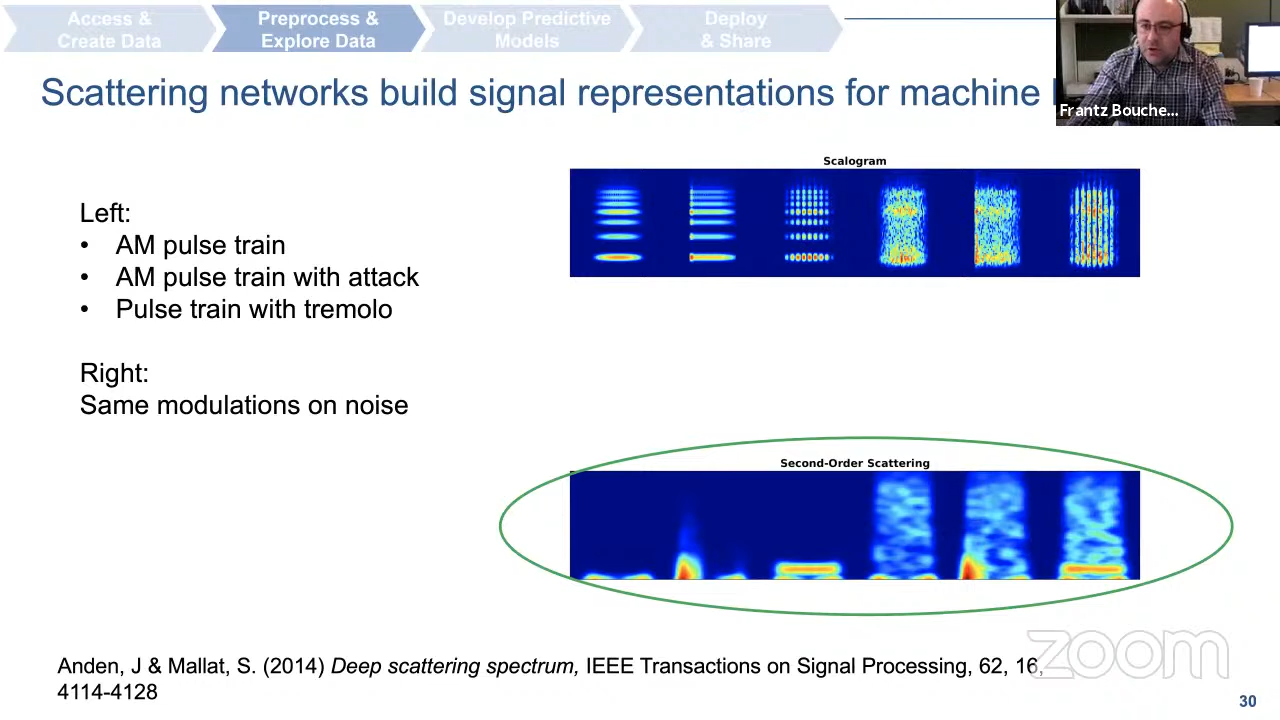 Access &
Create Data
Preprocess &
Explore Data
Develop Predictive
Models
Deploy
& Share
Scattering networks build signal representations for machine
Frantz Bouche...
Left:
• AM pulse train
• AM pulse train with attack
• Pulse train with tremolo
Right:
Same modulations on noise
Scalogram
Second-Order Scattering
Anden, J & Mallat, S. (2014) Deep scattering spectrum, IEEE Transactions on Signal Processing, 62, 16,
4114-4128
zoom
30